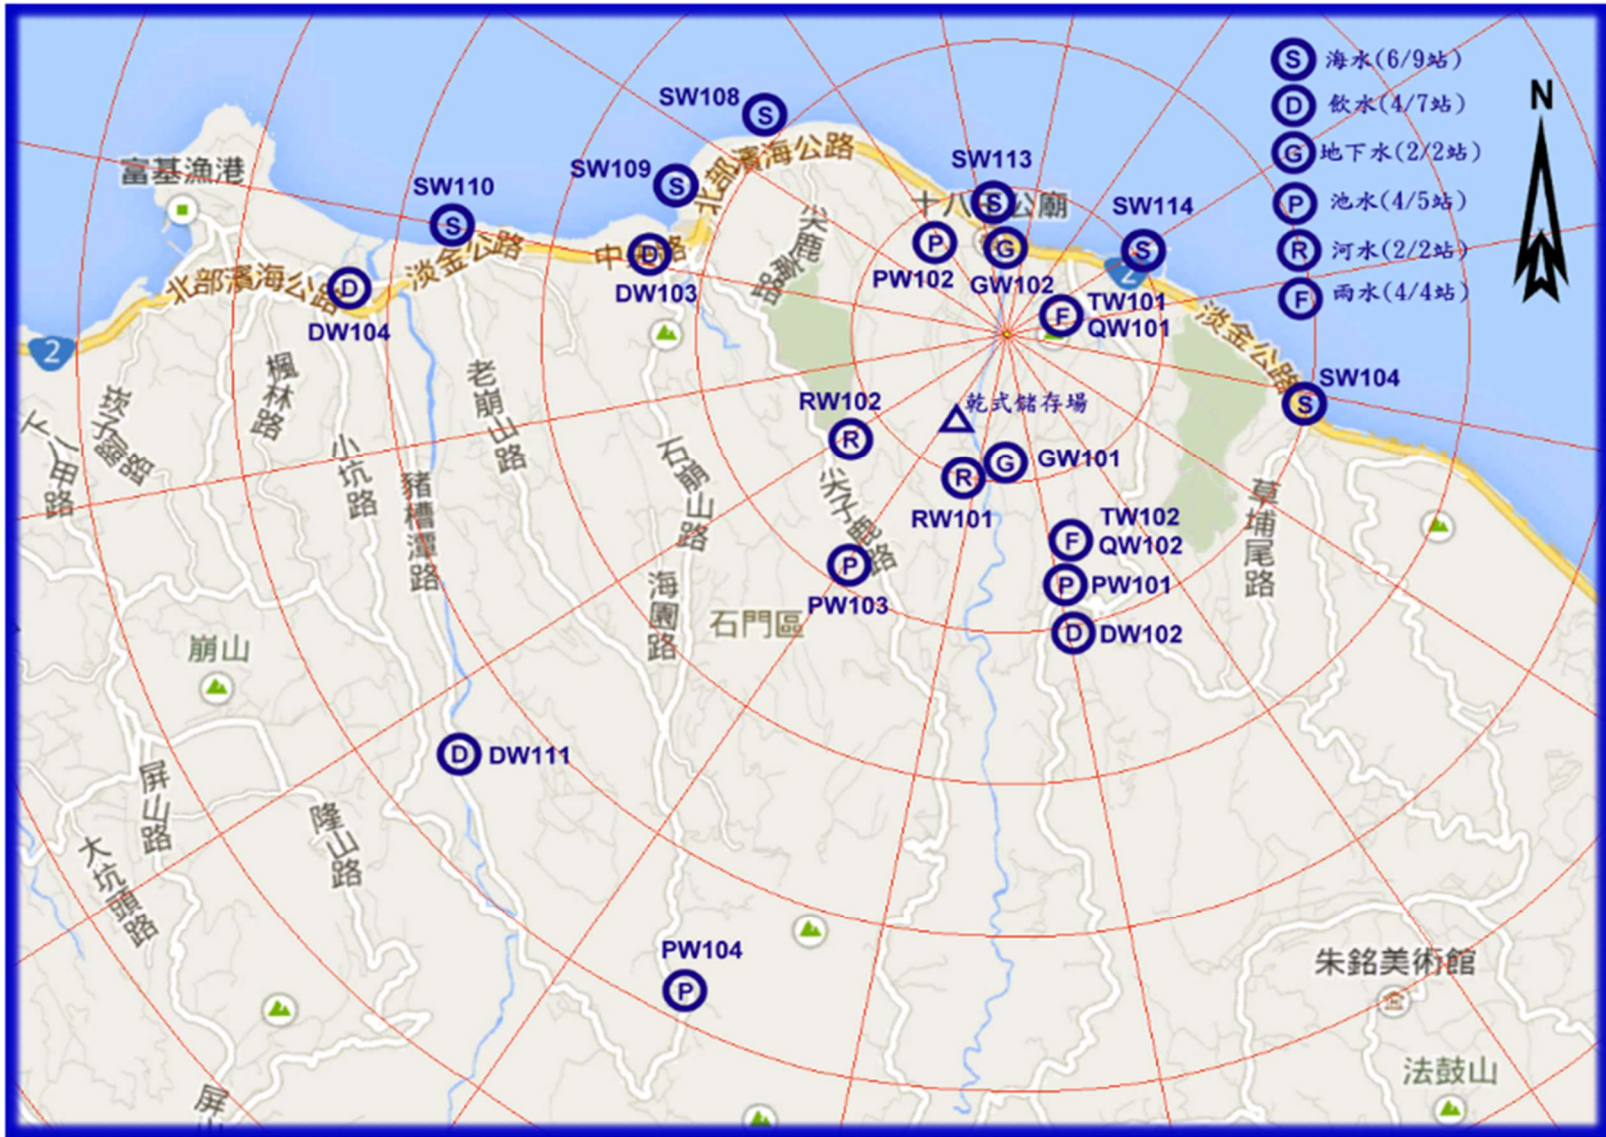 S 海水(6/9站)
D 飲水(4/7站)
G 地下水(2/2站)
P 池水(4/5站)
R 河水(2/2站)
F 雨水(4/4站)
N
SW108
S
北部濱海公路
SW109
S
SW113
S
十八王公廟
SW114
S
富基漁港
SW110
S
尖鹿路
P
PW102
G
GW102
2
中央路
D
DW103
淡金公路
北部濱海公路
D
DW104
TW101
F
QW101
淡金公路
2
楓林路
老崩山路
SW104
S
崁子腳路
RW102
R
乾式儲存場
小坑路
石崩山路
G
GW101
R
RW101
豬槽潭路
草埔尾路
TW102
F
QW102
P
PW103
P PW101
海園路
石門區
D DW102
崩山
D DW111
屏山路
隆山路
大坑頭路
PW104
P
朱銘美術館
法鼓山